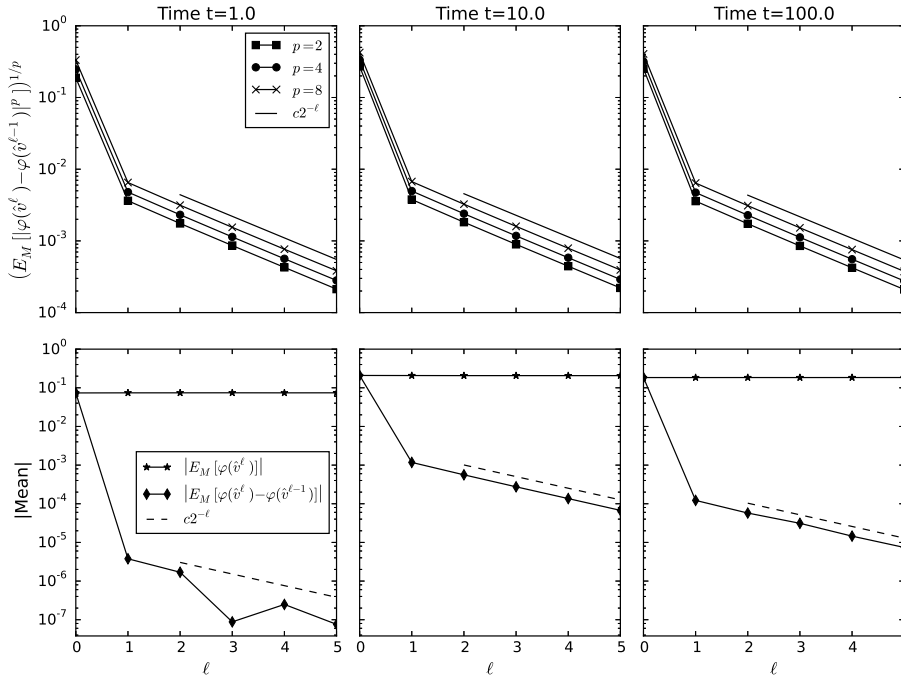 Time t=1.0
Time t=10.0
Time t=100.0
10^0
10^{-1}
10^{-2}
10^{-3}
10^{-4}
(E_M [|φ(v̂^ℓ)−φ(v̂^{ℓ−1})|^p])^{1/p}
p=2
p=4
p=8
c2^{−ℓ}
10^0
10^{-1}
10^{-2}
10^{-3}
10^{-4}
10^{-5}
10^{-6}
10^{-7}
|Mean|
|E_M [φ(v̂^ℓ)]|
|E_M [φ(v̂^ℓ)−φ(v̂^{ℓ−1})]|
c2^{−ℓ}
0 1 2 3 4 5
0 1 2 3 4 5
0 1 2 3 4 5
ℓ
ℓ
ℓ